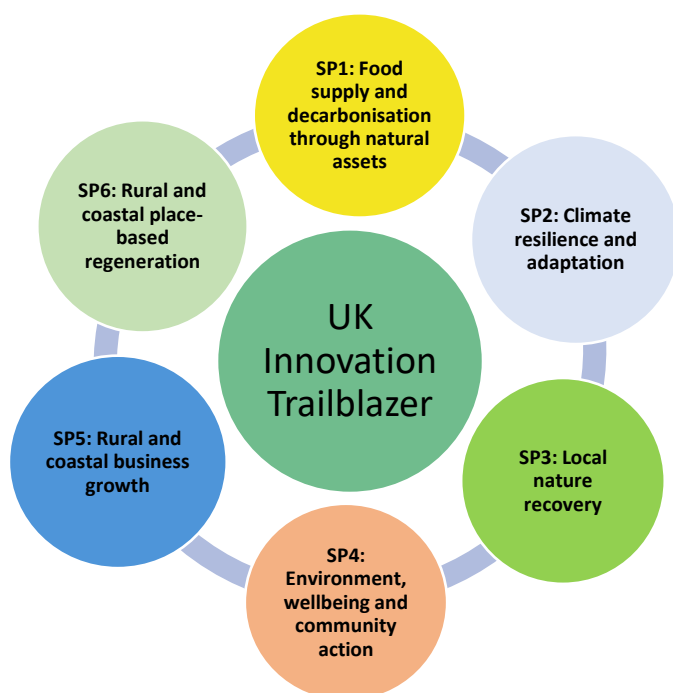 SP1: Food
supply and
decarbonisation
through natural
assets
SP2: Climate
resilience and
adaptation
SP3: Local
nature
recovery
SP4:
Environment,
wellbeing and
community
action
SP5: Rural and
coastal business
growth
SP6: Rural and
coastal place-
based
regeneration
UK
Innovation
Trailblazer